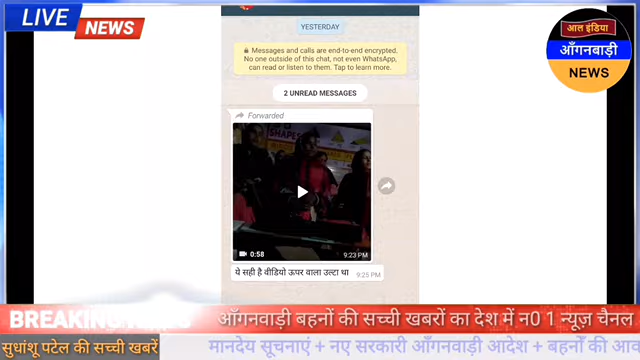 LIVE
NEWS
आल इंडिया
आँगनबाड़ी
NEWS
YESTERDAY
Messages and calls are end-to-end encrypted.
No one outside of this chat, not even WhatsApp,
can read or listen to them. Tap to learn more.
2 UNREAD MESSAGES
Forwarded
SHAPES
0:58
9:23 PM
ये सही है वीडियो ऊपर वाला उल्टा था
9:25 PM
BREAKING NEWS
आँगनवाड़ी बहनों की सच्ची खबरों का देश में न0 1 न्यूज़ चैनल
सुधांशू पटेल की सच्ची खबरें
मानदेय सूचनाएं + नए सरकारी आँगनवाड़ी आदेश + बहनों की आव